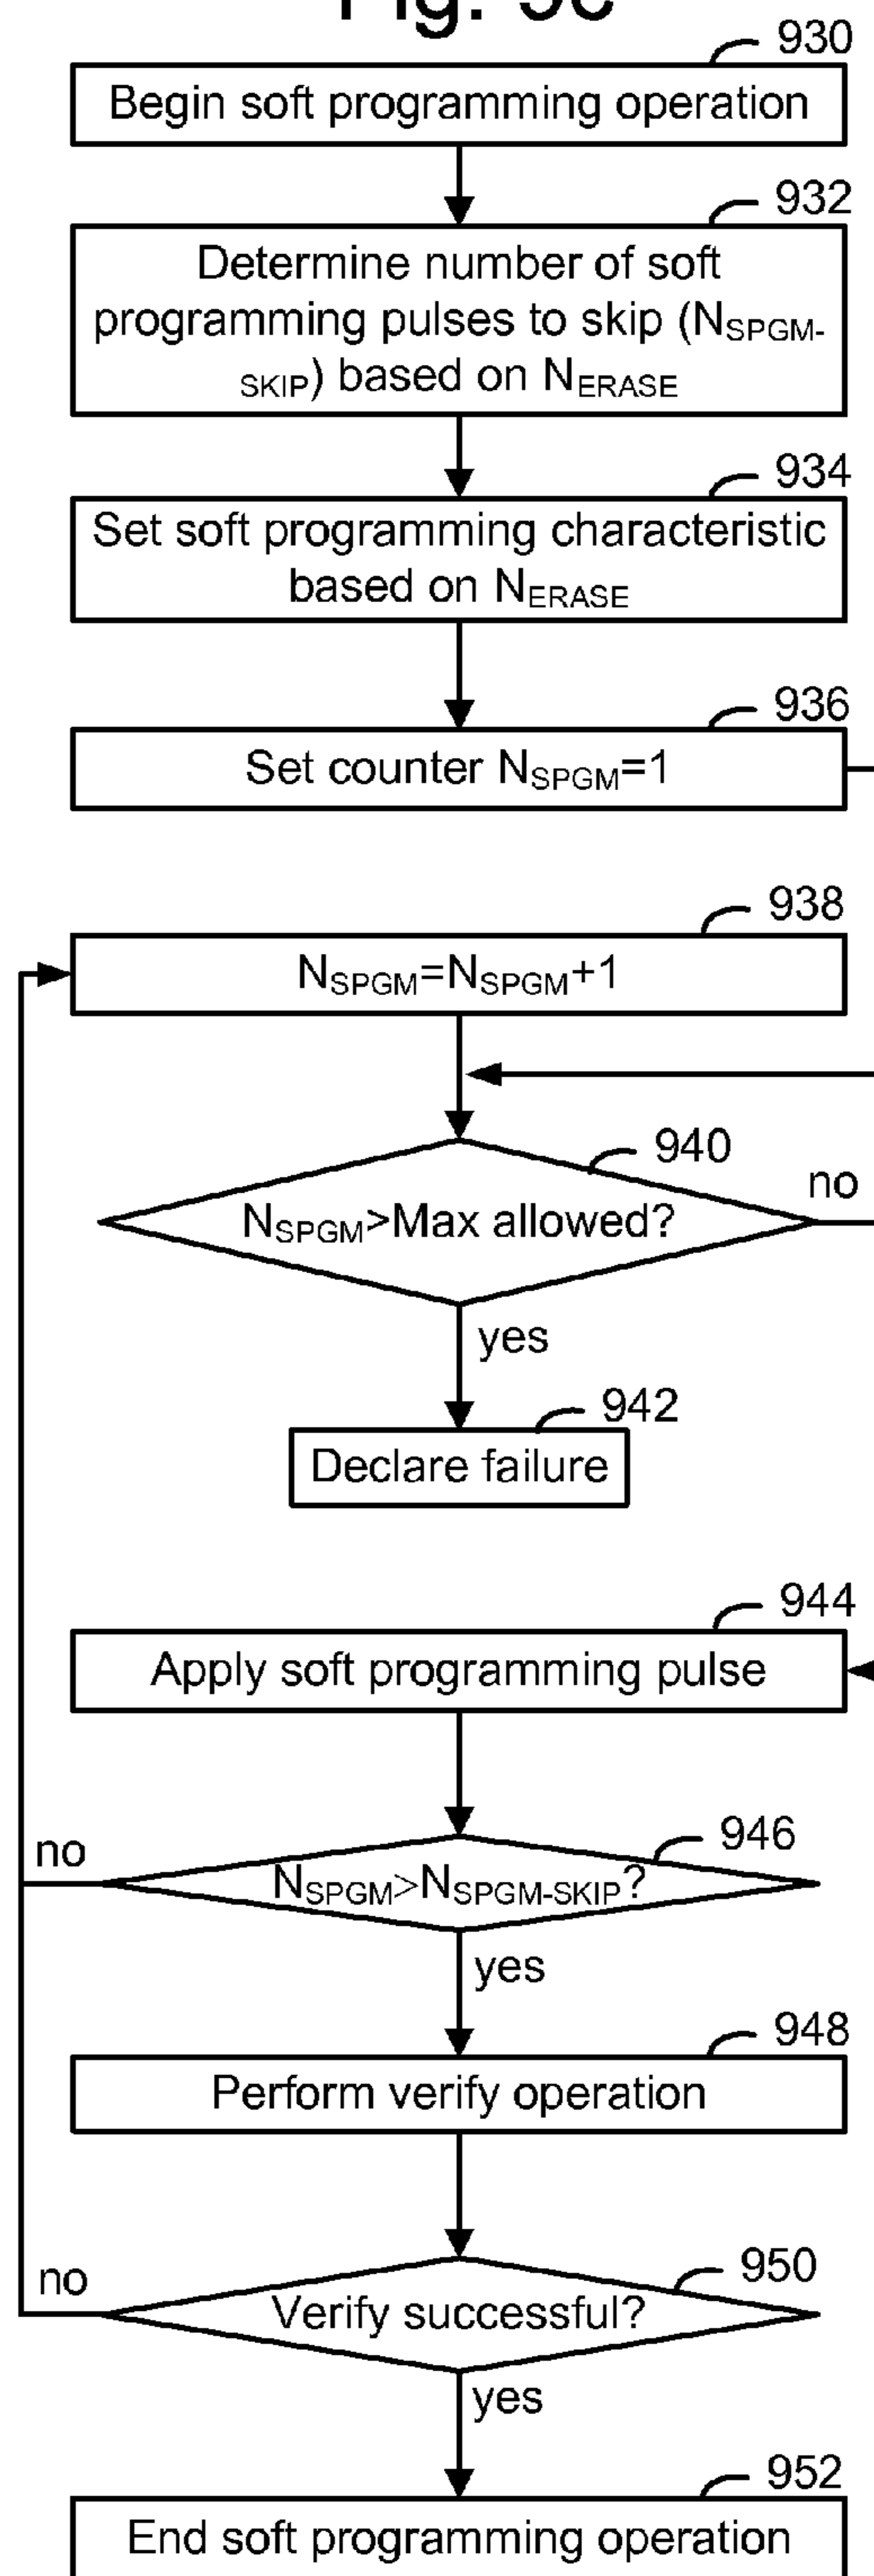 930
Begin soft programming operation
932
Determine number of soft
programming pulses to skip (NSPGM-
SKIP) based on NERASE
934
Set soft programming characteristic
based on NERASE
936
Set counter NSPGM=1
938
NSPGM=NSPGM+1
940
no
NSPGM>Max allowed?
yes
942
Declare failure
944
Apply soft programming pulse
946
no
NSPGM>NSPGM-SKIP?
yes
948
Perform verify operation
950
no
Verify successful?
yes
952
End soft programming operation